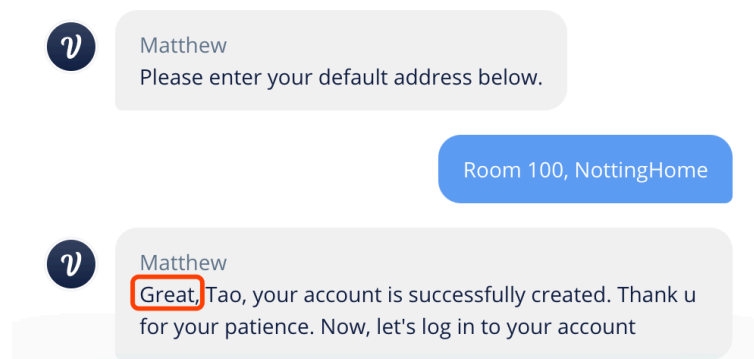 Matthew
Please enter your default address below.
Room 100, NottingHome
Matthew
Great, Tao, your account is successfully created. Thank u
for your patience. Now, let's log in to your account